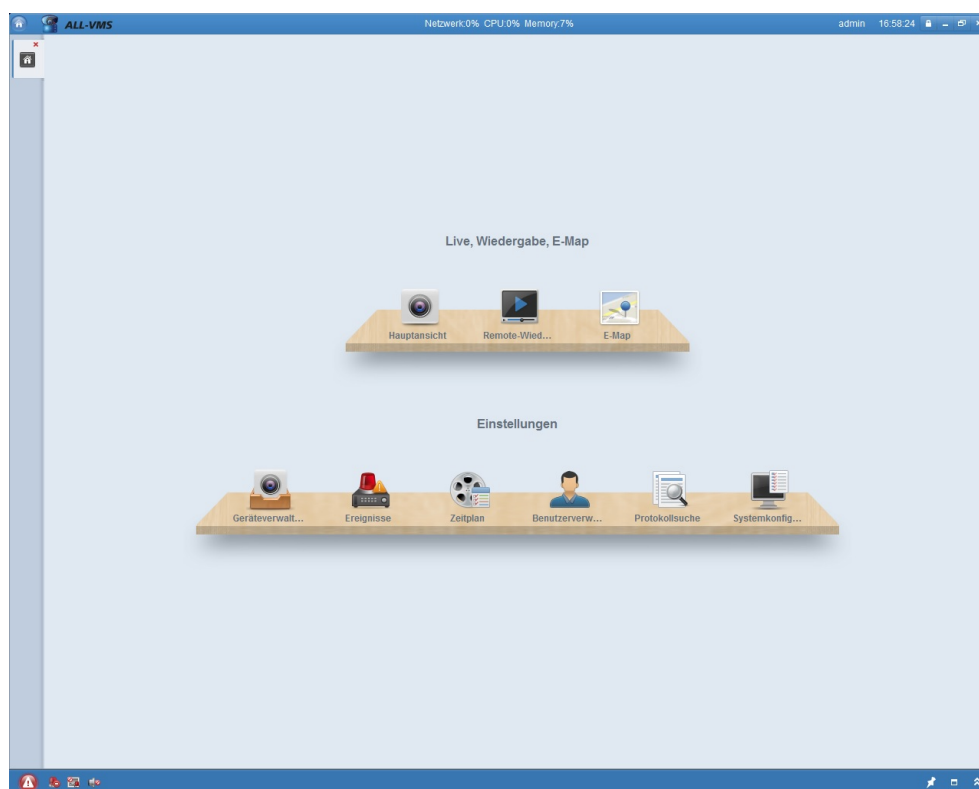 ALL-VMS
Netzwerk:0% CPU:0% Memory:7%
admin 16:58:24
Live, Wiedergabe, E-Map
Hauptansicht
Remote-Wied...
E-Map
Einstellungen
Geräteverwalt...
Ereignisse
Zeitplan
Benutzerverw...
Protokollsuche
Systemkonfig...